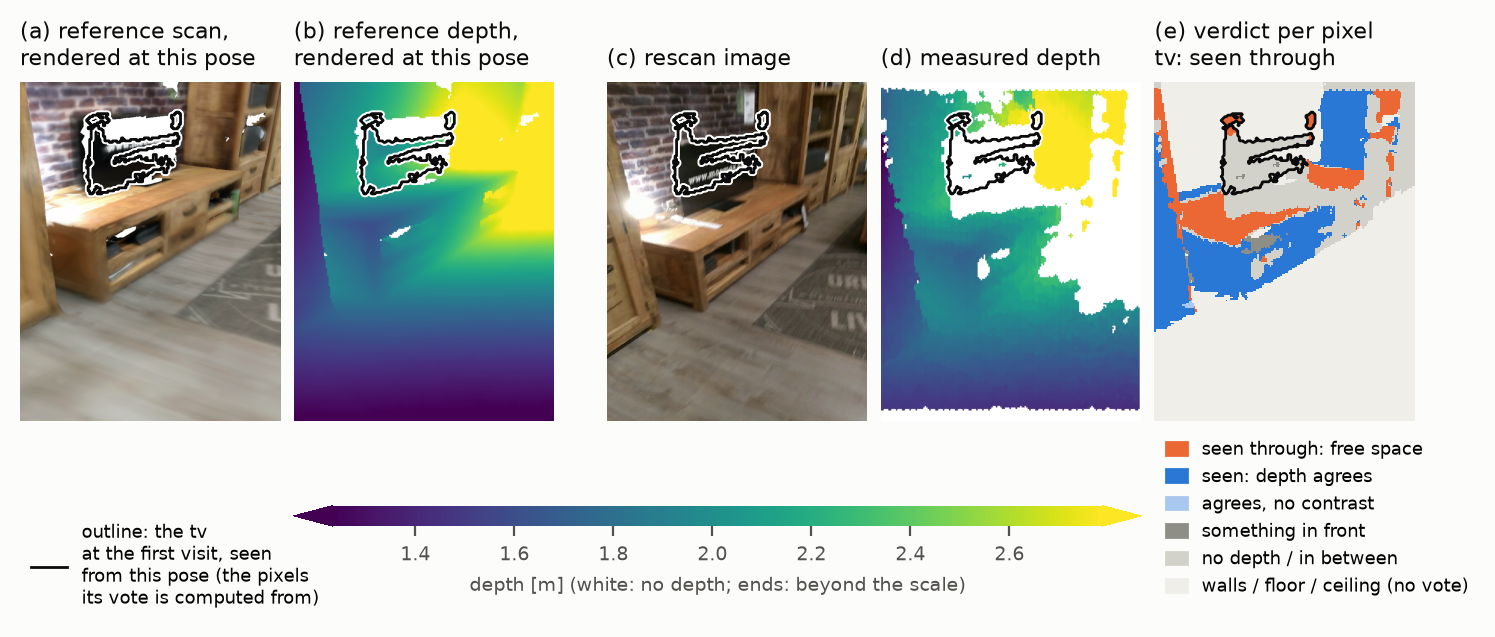 (a) reference scan,
rendered at this pose
(b) reference depth,
rendered at this pose
(c) rescan image
(d) measured depth
(e) verdict per pixel
tv: seen through
seen through: free space
seen: depth agrees
agrees, no contrast
something in front
no depth / in between
walls / floor / ceiling (no vote)
outline: the tv
at the first visit, seen
from this pose (the pixels
its vote is computed from)
1.4 1.6 1.8 2.0 2.2 2.4 2.6
depth [m] (white: no depth; ends: beyond the scale)